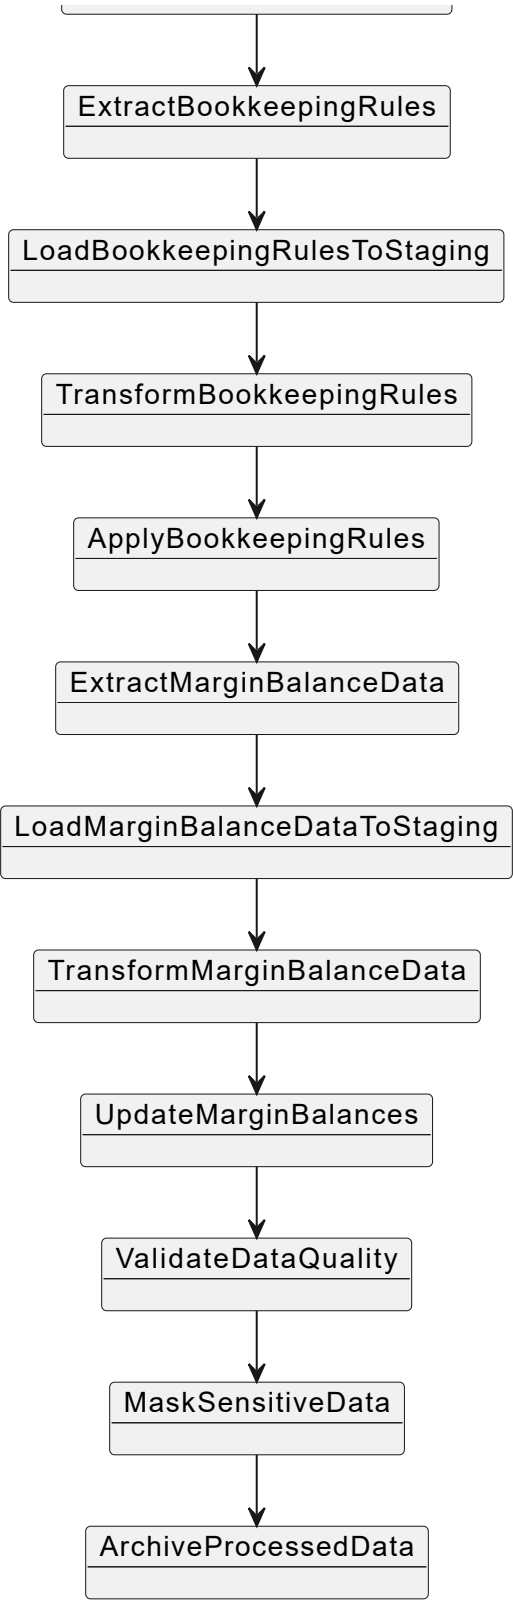 ExtractBookkeepingRules
LoadBookkeepingRulesToStaging
TransformBookkeepingRules
ApplyBookkeepingRules
ExtractMarginBalanceData
LoadMarginBalanceDataToStaging
TransformMarginBalanceData
UpdateMarginBalances
ValidateDataQuality
MaskSensitiveData
ArchiveProcessedData